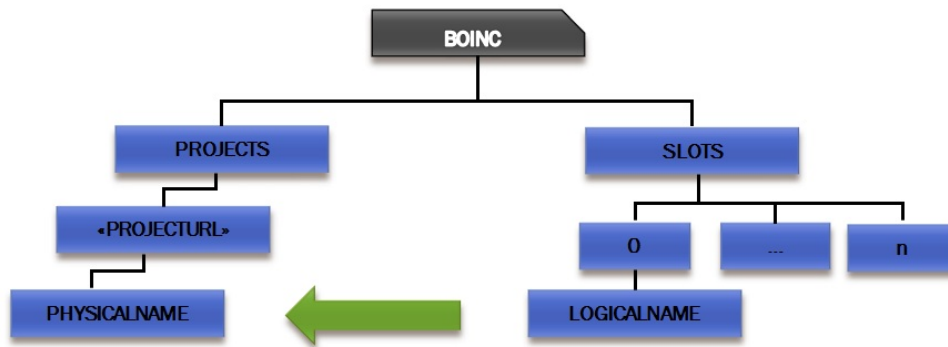 BOINC
PROJECTS
SLOTS
«PROJECTURL»
0
...
n
PHYSICALNAME
LOGICALNAME